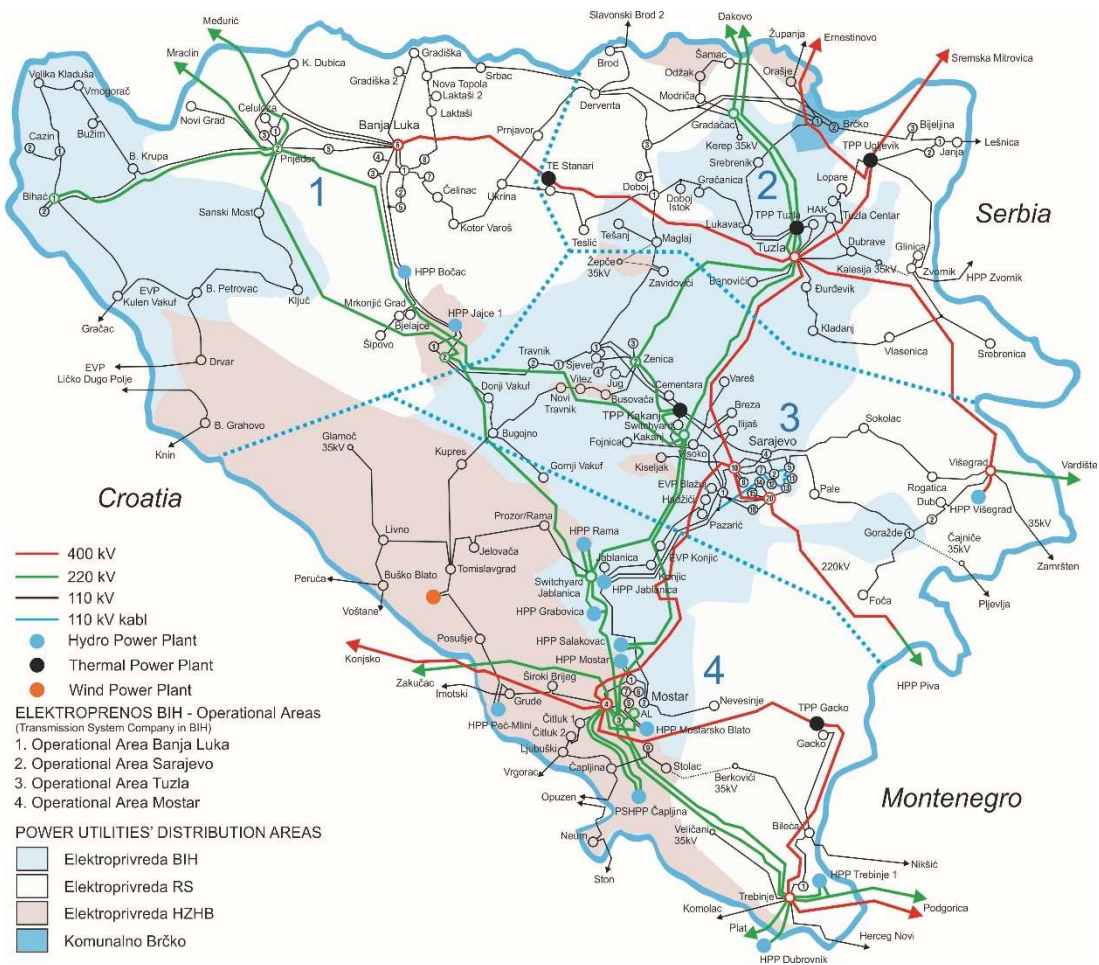 Međurić
Mraclin
K. Dubica
Gradiška
Gradiška 2
Nova Topola
Laktaši 2
Laktaši
Srbac
Slavonski Brod 2
Brod
Derventa
Đakovo
Županja
Ernestinovo
Sremska Mitrovica
Šamac
Odžak
Orašje
Modriča
Gradačac
Brčko
Kerep 35kV
Bijeljina
Janja
Lešnica
TPP Ugljevik
Velika Kladuša
Vrnogorač
Cazin
Bužim
Novi Grad
Celuloza
Banja Luka
Prnjavor
B. Krupa
Prijedor
Bihać
1
Sanski Most
Čelinac
Kotor Varoš
Ukrina
TE Stanari
Teslić
Doboj
Doboj Istok
Gračanica
Srebrenik
2
Lukavac
TPP Tuzla
HAK
Tuzla Centar
Lopare
Tuzla
Dubrave
Kalesija 35kV
Glinica
Zvornik
HPP Zvornik
Serbia
Tešanj
Maglaj
Žepče 35kV
Zavidovići
Banovići
Đurđevik
Kladanj
Vlasenica
Srebrenica
EVP Kulen Vakuf
B. Petrovac
Ključ
Gračac
Mrkonjić Grad
HPP Bočac
HPP Jajce 1
Bjelajce
Šipovo
Drvar
EVP
Ličko Dugo Polje
B. Grahovo
Knin
Glamoč 35kV
Travnik
Sjever
Zenica
Donji Vakuf
Vitez
Jug
Novi Travnik
Busovača
Cementara
TPP Kakanj
Switchyard Kakanj
Vareš
Breza
Ilijaš
3
Sarajevo
Sokolac
Bugojno
Fojnica
Visoko
Kiseljak
Gornji Vakuf
Kupres
EVP Blažuj
Hadžići
Pazarić
Pale
Rogatica
Višegrad
Vardište
Dub
HPP Višegrad
Goražde
Čajniče 35kV
35kV
Zamršten
Pljevlja
Foča
220kV
HPP Piva
Croatia
Livno
Prozor/Rama
HPP Rama
Jelovača
Jablanica
EVP Konjic
Konjic
Switchyard Jablanica
HPP Jablanica
HPP Grabovica
Peruća
Buško Blato
Tomislavgrad
Voštane
Posušje
HPP Salakovac
HPP Mostar
Konjsko
Zakučac
Imotski
Široki Brijeg
Grude
Mostar
4
Nevesinje
AL
HPP Peć-Mlini
Čitluk 1
Čitluk 2
Ljubuški
HPP Mostarsko Blato
TPP Gacko
Gacko
Vrgorac
Čapljina
Stolac
Berkovići 35kV
Opuzen
PSHPP Čapljina
Neum
Ston
Veličani 35kV
Bileća
Nikšić
Montenegro
HPP Trebinje 1
Trebinje
Komolac
Podgorica
Plat
Herceg Novi
HPP Dubrovnik
400 kV
220 kV
110 kV
110 kV kabl
Hydro Power Plant
Thermal Power Plant
Wind Power Plant
ELEKTROPRENOS BIH - Operational Areas
(Transmission System Company in BIH)
1. Operational Area Banja Luka
2. Operational Area Sarajevo
3. Operational Area Tuzla
4. Operational Area Mostar
POWER UTILITIES' DISTRIBUTION AREAS
Elektroprivreda BIH
Elektroprivreda RS
Elektroprivreda HZHB
Komunalno Brčko